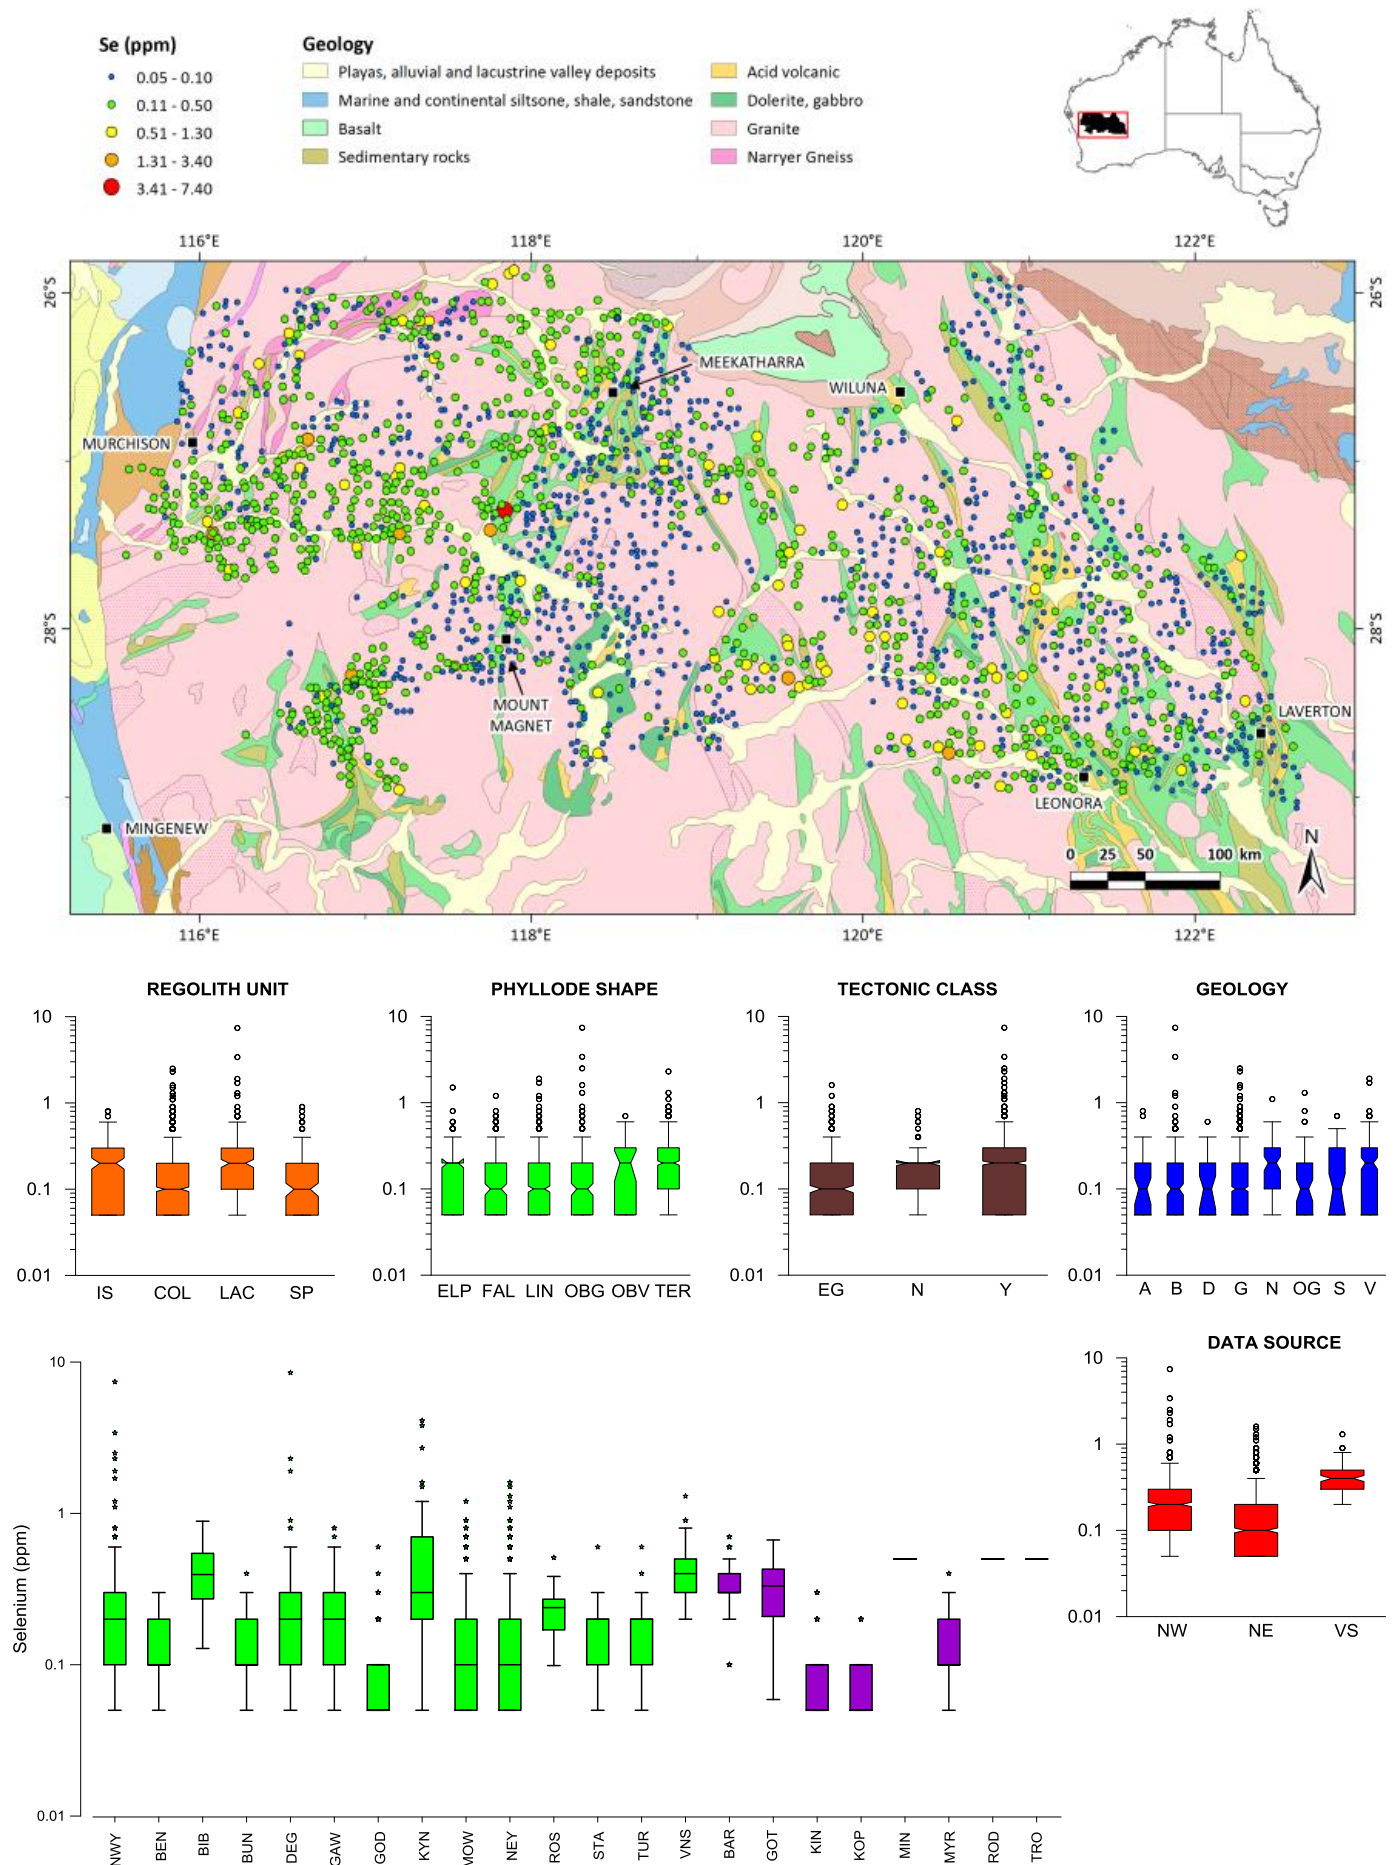 Se (ppm)
0.05 - 0.10
0.11 - 0.50
0.51 - 1.30
1.31 - 3.40
3.41 - 7.40
Geology
Playas, alluvial and lacustrine valley deposits
Marine and continental siltsone, shale, sandstone
Basalt
Sedimentary rocks
Acid volcanic
Dolerite, gabbro
Granite
Narryer Gneiss
116°E 118°E 120°E 122°E
26°S 26°S
MEEKATHARRA
WILUNA
MURCHISON
28°S 28°S
MOUNT
MAGNET
LAVERTON
LEONORA
MINGENEW
N
0 25 50 100 km
116°E 118°E 120°E 122°E
REGOLITH UNIT
10
1
0.1
0.01
IS COL LAC SP
PHYLLODE SHAPE
10
1
0.1
0.01
ELP FAL LIN OBG OBV TER
TECTONIC CLASS
10
1
0.1
0.01
EG N Y
GEOLOGY
10
1
0.1
0.01
A B D G N OG S V
Selenium (ppm)
10
1
0.1
0.01
NWY BEN BIB BUN DEG GAW GOD KYN MOW NEY ROS STA TUR VNS BAR GOT KIN KOP MIN MYR ROD TRO
DATA SOURCE
10
1
0.1
0.01
NW NE VS